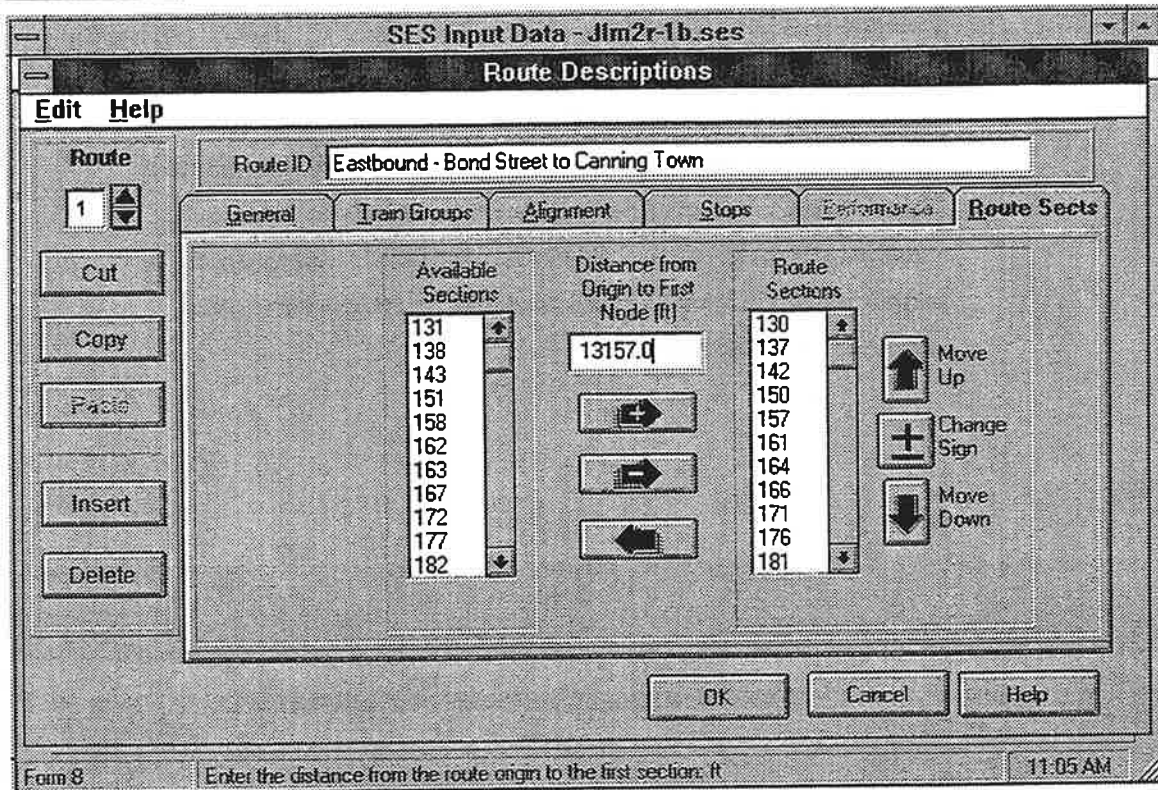 SES Input Data - Jlm2r-1b.ses
Route Descriptions
Edit Help
Route
1
Cut
Copy
Paste
Insert
Delete
Route ID Eastbound - Bond Street to Canning Town
General Train Groups Alignment Stops Performance Route Sects
Available
Sections
131
138
143
151
158
162
163
167
172
177
182
Distance from
Origin to First
Node (ft)
13157.0
Route
Sections
130
137
142
150
157
161
164
166
171
176
181
Move
Up
Change
Sign
Move
Down
OK Cancel Help
Form 8 Enter the distance from the route origin to the first section: ft 11:05 AM